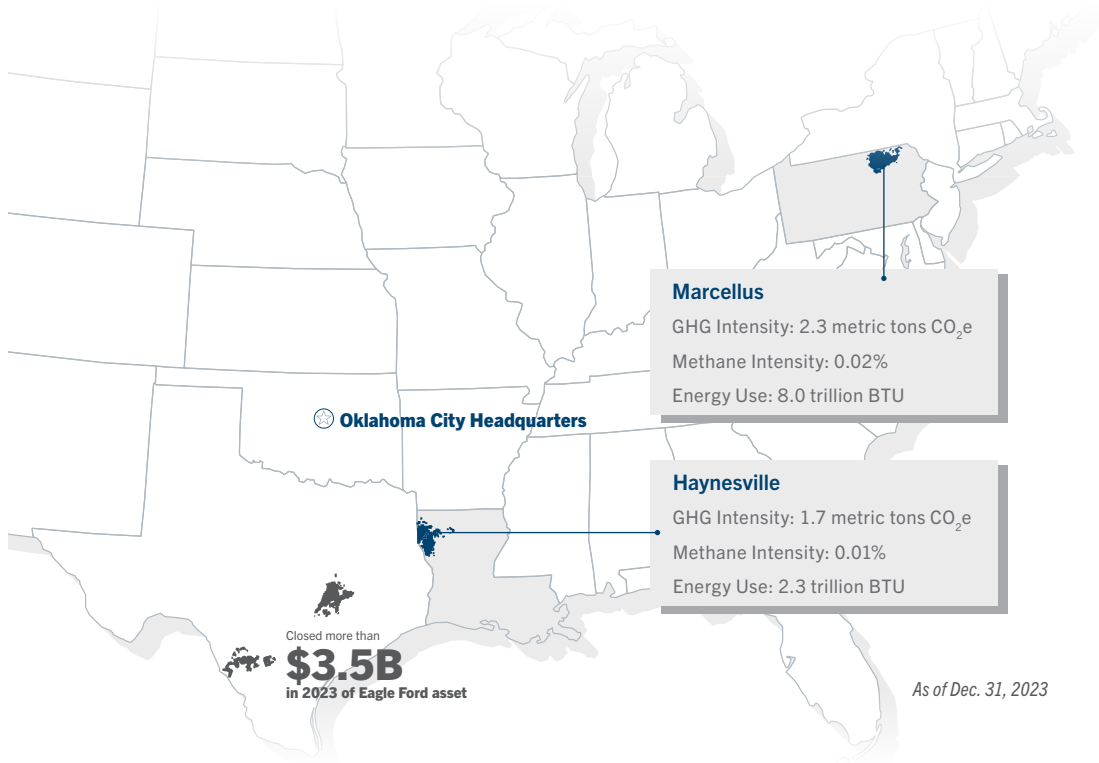 Marcellus
GHG Intensity: 2.3 metric tons CO₂e
Methane Intensity: 0.02%
Energy Use: 8.0 trillion BTU
Oklahoma City Headquarters
Haynesville
GHG Intensity: 1.7 metric tons CO₂e
Methane Intensity: 0.01%
Energy Use: 2.3 trillion BTU
Closed more than
$3.5B
in 2023 of Eagle Ford asset
As of Dec. 31, 2023